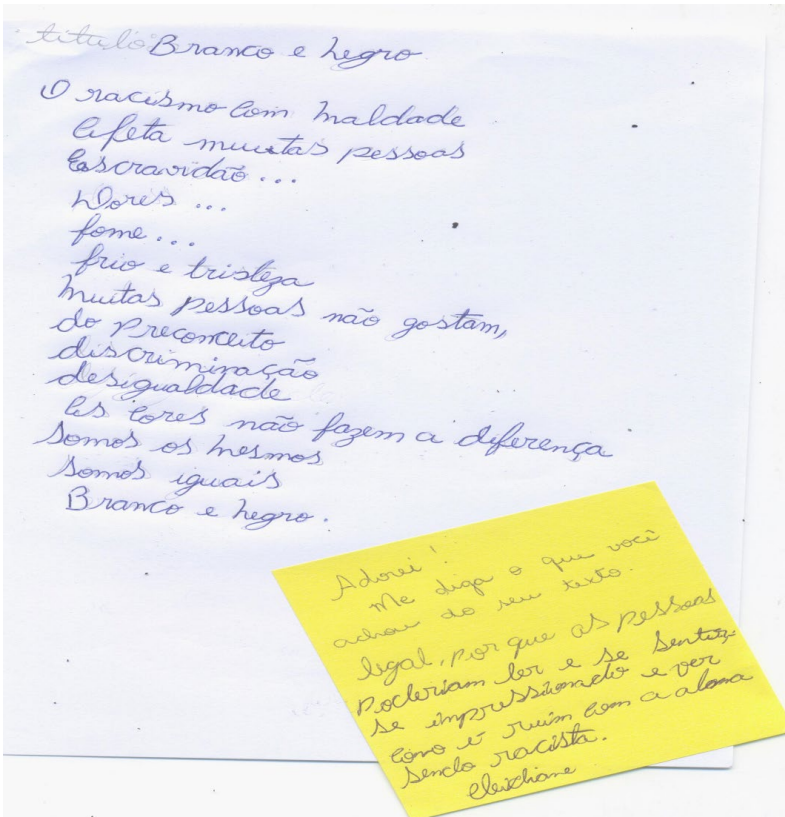 título: Branco e Negro
O racismo com maldade
Afeta muitas pessoas
Escravidão...
Dores...
fome...
frio e tristeza
Muitas pessoas não gostam,
do preconceito
discriminação
desigualdade
As cores não fazem a diferença
Somos os mesmos
Somos iguais
Branco e Negro.
Adorei!
Me diga o que você
achou do seu texto.
legal, por que as pessoas
poderiam ler e se sentir
se impressionado e ver
como é ruim com a alma
sendo racista.